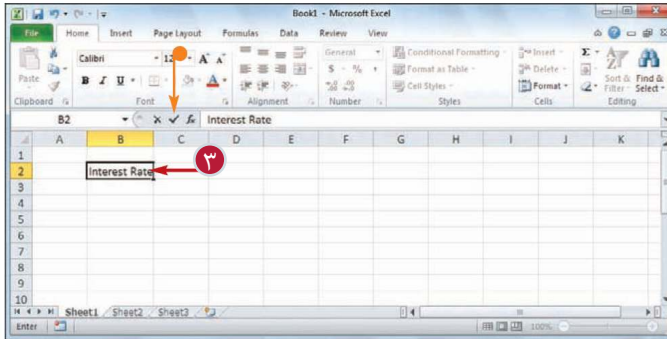 Book1 - Microsoft Excel
File Home Insert Page Layout Formulas Data Review View
Calibri 12 A A General Conditional Formatting Insert Σ
Paste B I U A $ % , Format as Table Delete Sort & Find &
Cell Styles Format Filter Select
Clipboard Font Alignment Number Styles Cells Editing
B2 fx Interest Rate
A B C D E F G H I J K
1
2 Interest Rate ٣
3
4
5
6
7
8
9
10
Sheet1 Sheet2 Sheet3
Enter 100%